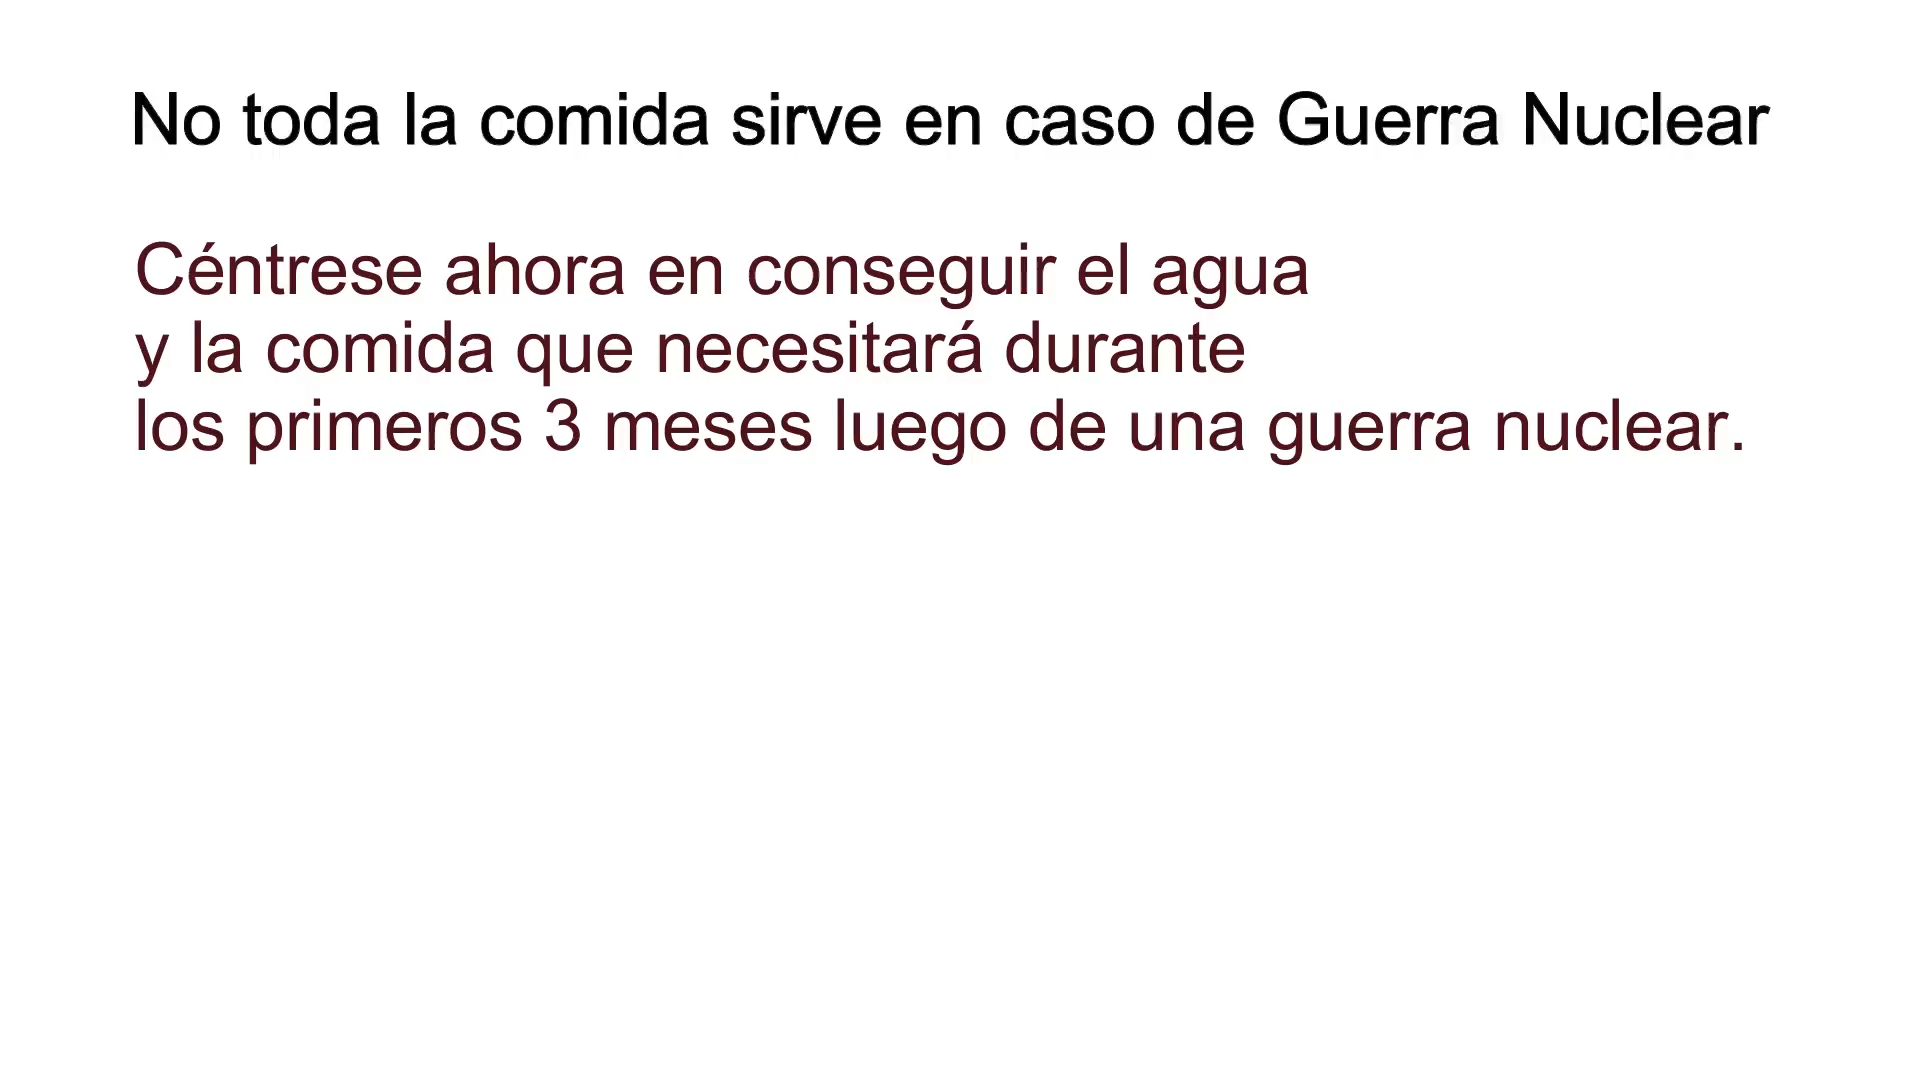 No toda la comida sirve en caso de Guerra Nuclear
Céntrese ahora en conseguir el agua
y la comida que necesitará durante
los primeros 3 meses luego de una guerra nuclear.